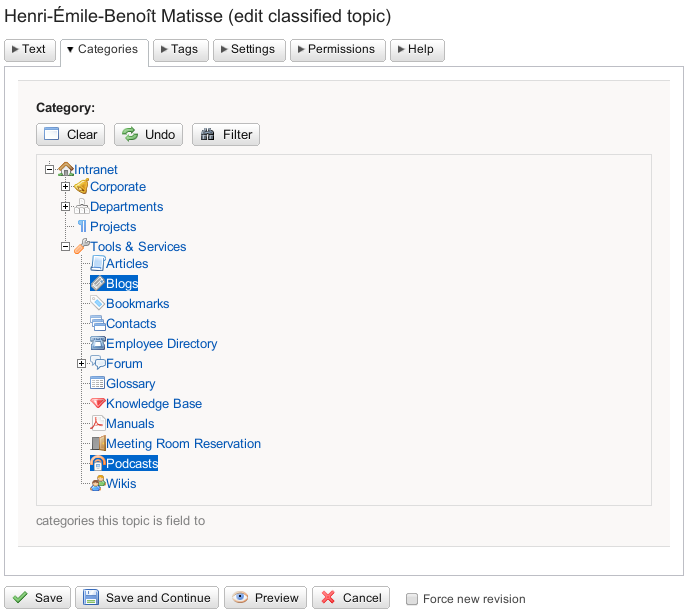 Henri-Émile-Benoît Matisse (edit classified topic)
Text Categories Tags Settings Permissions Help
Category:
Clear Undo Filter
Intranet
Corporate
Departments
Projects
Tools & Services
Articles
Blogs
Bookmarks
Contacts
Employee Directory
Forum
Glossary
Knowledge Base
Manuals
Meeting Room Reservation
Podcasts
Wikis
categories this topic is field to
Save Save and Continue Preview Cancel Force new revision